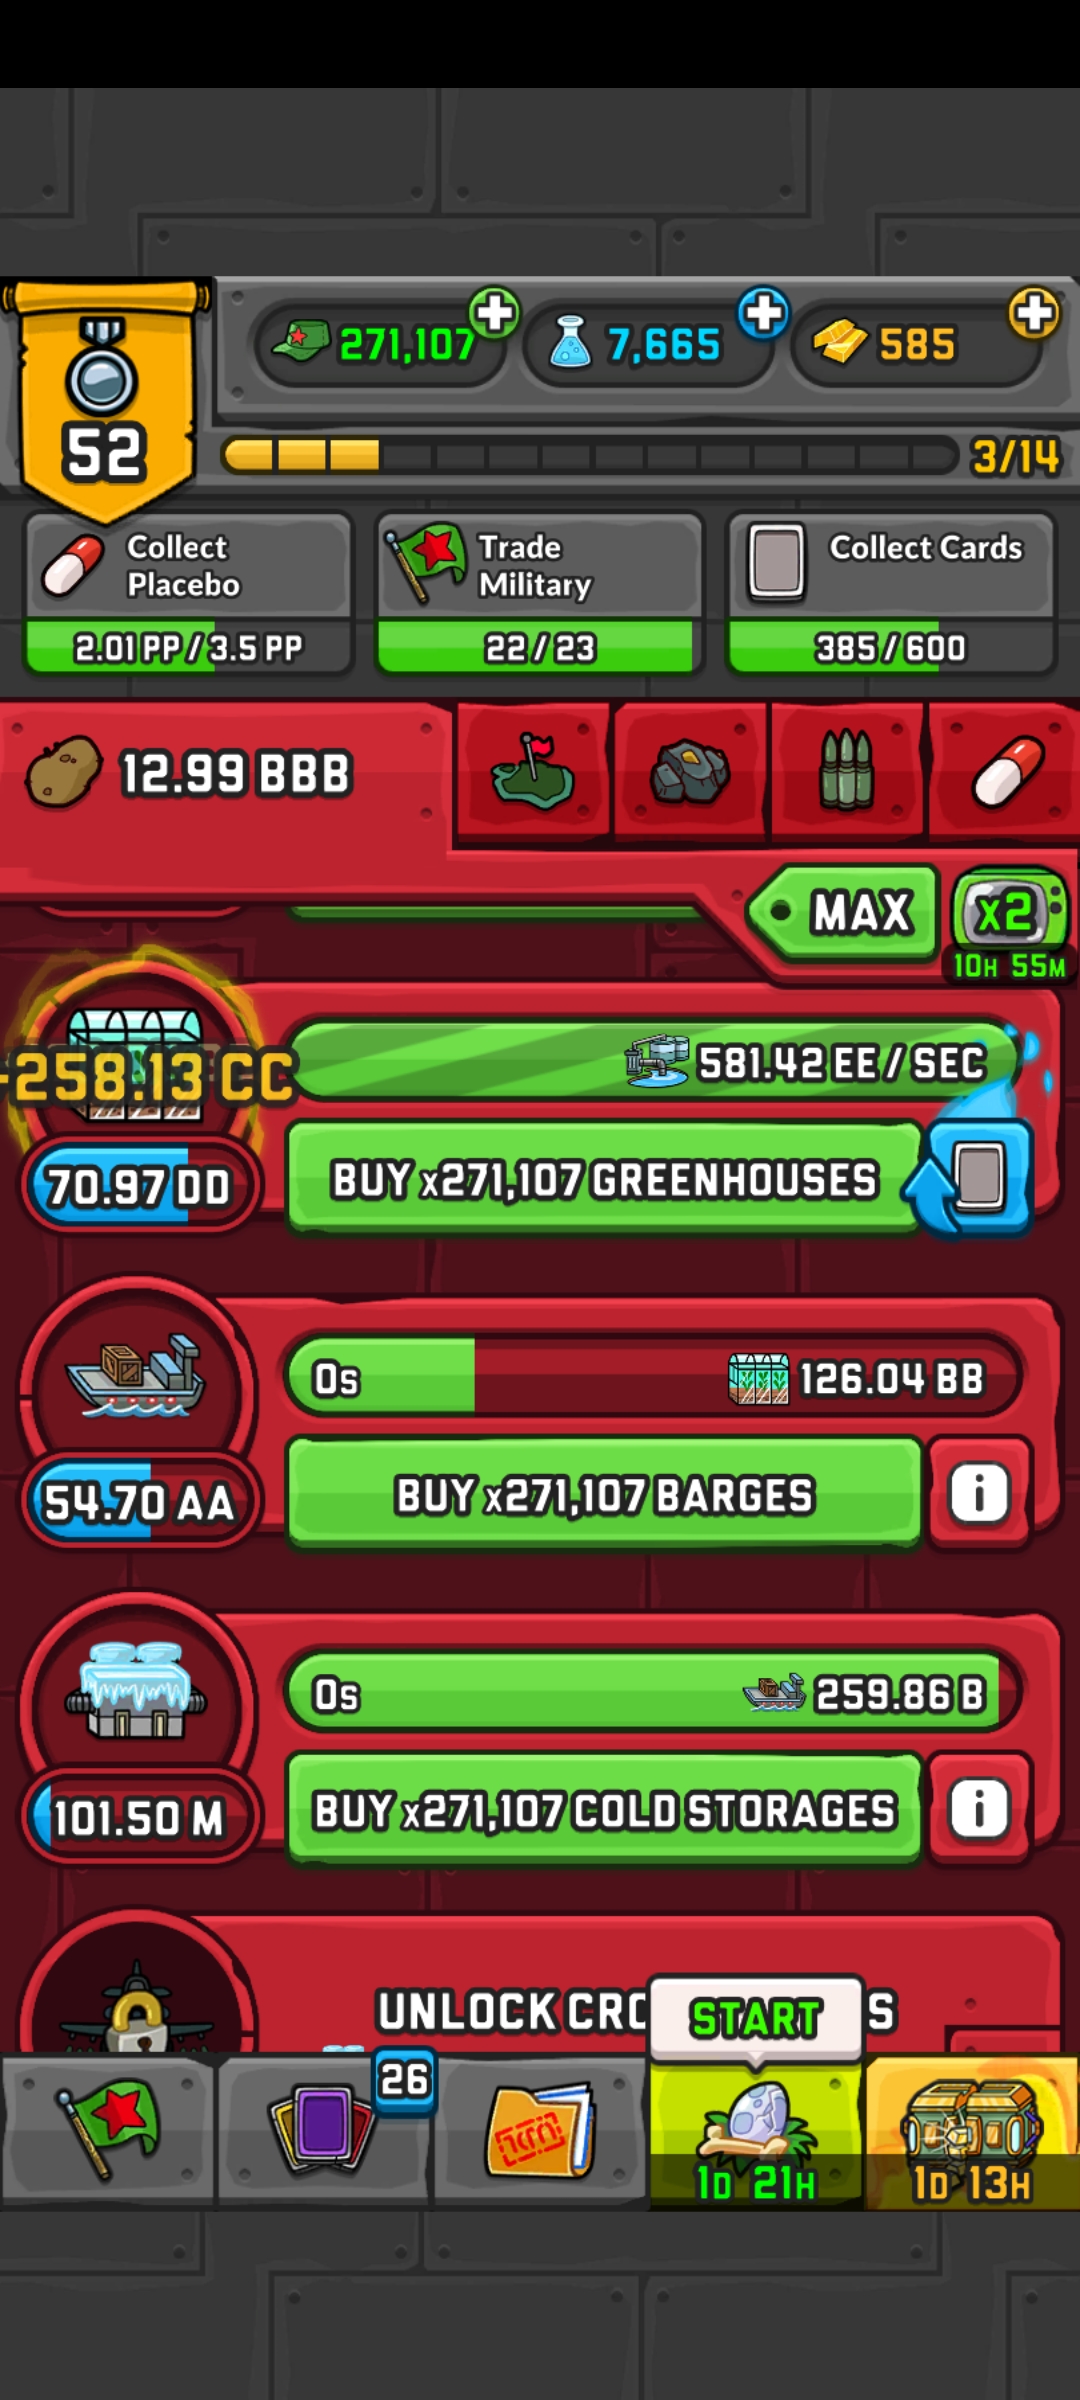 271,107
7,665
585
52
3/14
Collect
Placebo
2.01 PP / 3.5 PP
Trade
Military
22 / 23
Collect Cards
385 / 600
12.99 BBB
MAX
x2
10H 55M
-258.13 CC
581.42 EE / SEC
70.97 DD
BUY x271,107 GREENHOUSES
0s
126.04 BB
54.70 AA
BUY x271,107 BARGES
i
0s
259.86 B
101.50 M
BUY x271,107 COLD STORAGES
i
UNLOCK
START
26
1D 21H
1D 13H